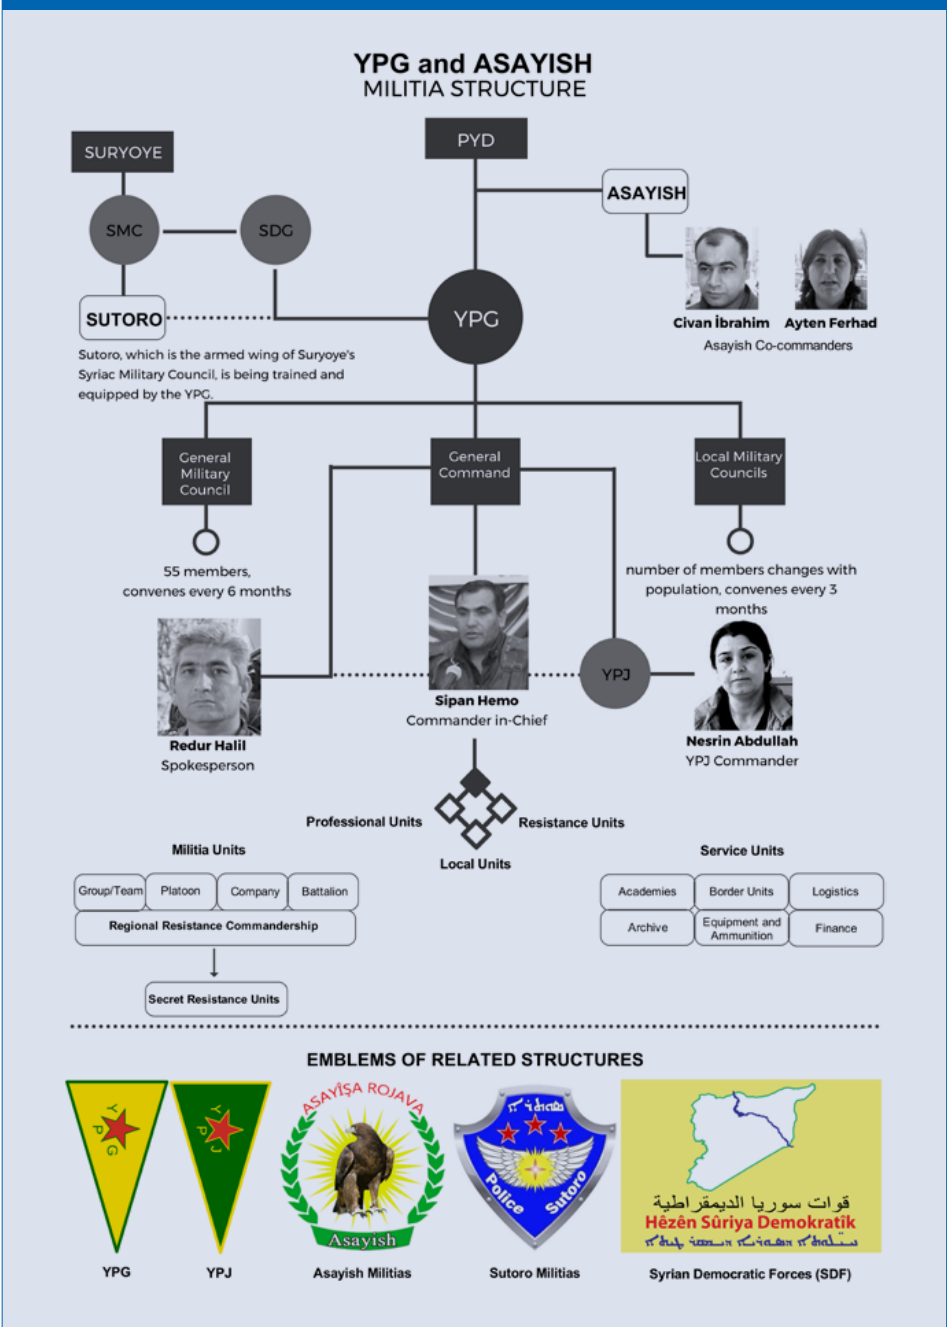 YPG and ASAYISH
MILITIA STRUCTURE
SURYOYE
PYD
ASAYISH
SMC
SDG
Civan İbrahim
Ayten Ferhad
Asayish Co-commanders
SUTORO
YPG
Sutoro, which is the armed wing of Suryoye's
Syriac Military Council, is being trained and
equipped by the YPG.
General
Military
Council
General
Command
Local Military
Councils
55 members,
convenes every 6 months
number of members changes with
population, convenes every 3
months
YPJ
Redur Halil
Spokesperson
Sipan Hemo
Commander in-Chief
Nesrin Abdullah
YPJ Commander
Professional Units
Resistance Units
Local Units
Militia Units
Group/Team
Platoon
Company
Battalion
Regional Resistance Commandership
Secret Resistance Units
Service Units
Academies
Border Units
Logistics
Archive
Equipment and
Ammunition
Finance
EMBLEMS OF RELATED STRUCTURES
YPG
YPJ
ASAYÎŞA ROJAVA
Asayish
Police
Sutoro
قوات سوريا الديمقراطية
Hêzên Sûriya Demokratîk
YPG
YPJ
Asayish Militias
Sutoro Militias
Syrian Democratic Forces (SDF)